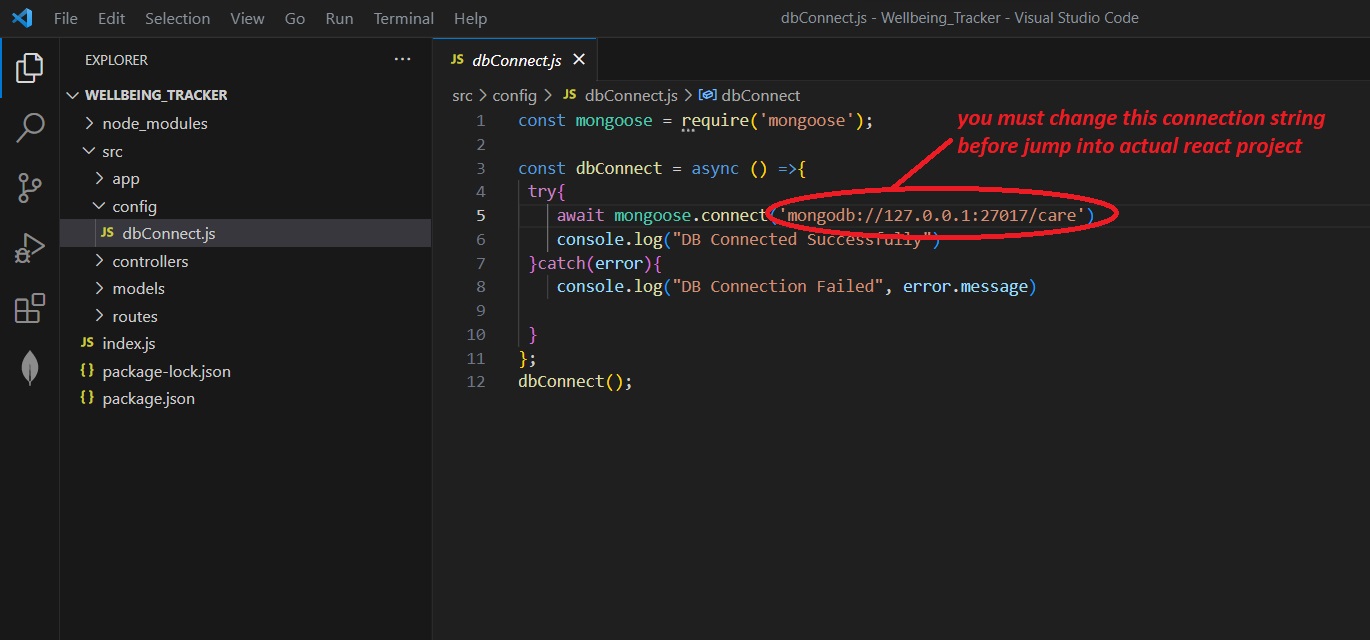 File Edit Selection View Go Run Terminal Help
dbConnect.js - Wellbeing_Tracker - Visual Studio Code
EXPLORER
WELLBEING_TRACKER
node_modules
src
app
config
JS dbConnect.js
controllers
models
routes
JS index.js
{} package-lock.json
{} package.json
JS dbConnect.js
src > config > JS dbConnect.js > dbConnect
you must change this connection string
before jump into actual react project
1 const mongoose = require('mongoose');
2
3 const dbConnect = async () =>{
4 try{
5 await mongoose.connect('mongodb://127.0.0.1:27017/care')
6 console.log("DB Connected Successfully")
7 }catch(error){
8 console.log("DB Connection Failed", error.message)
9
10 }
11 };
12 dbConnect();